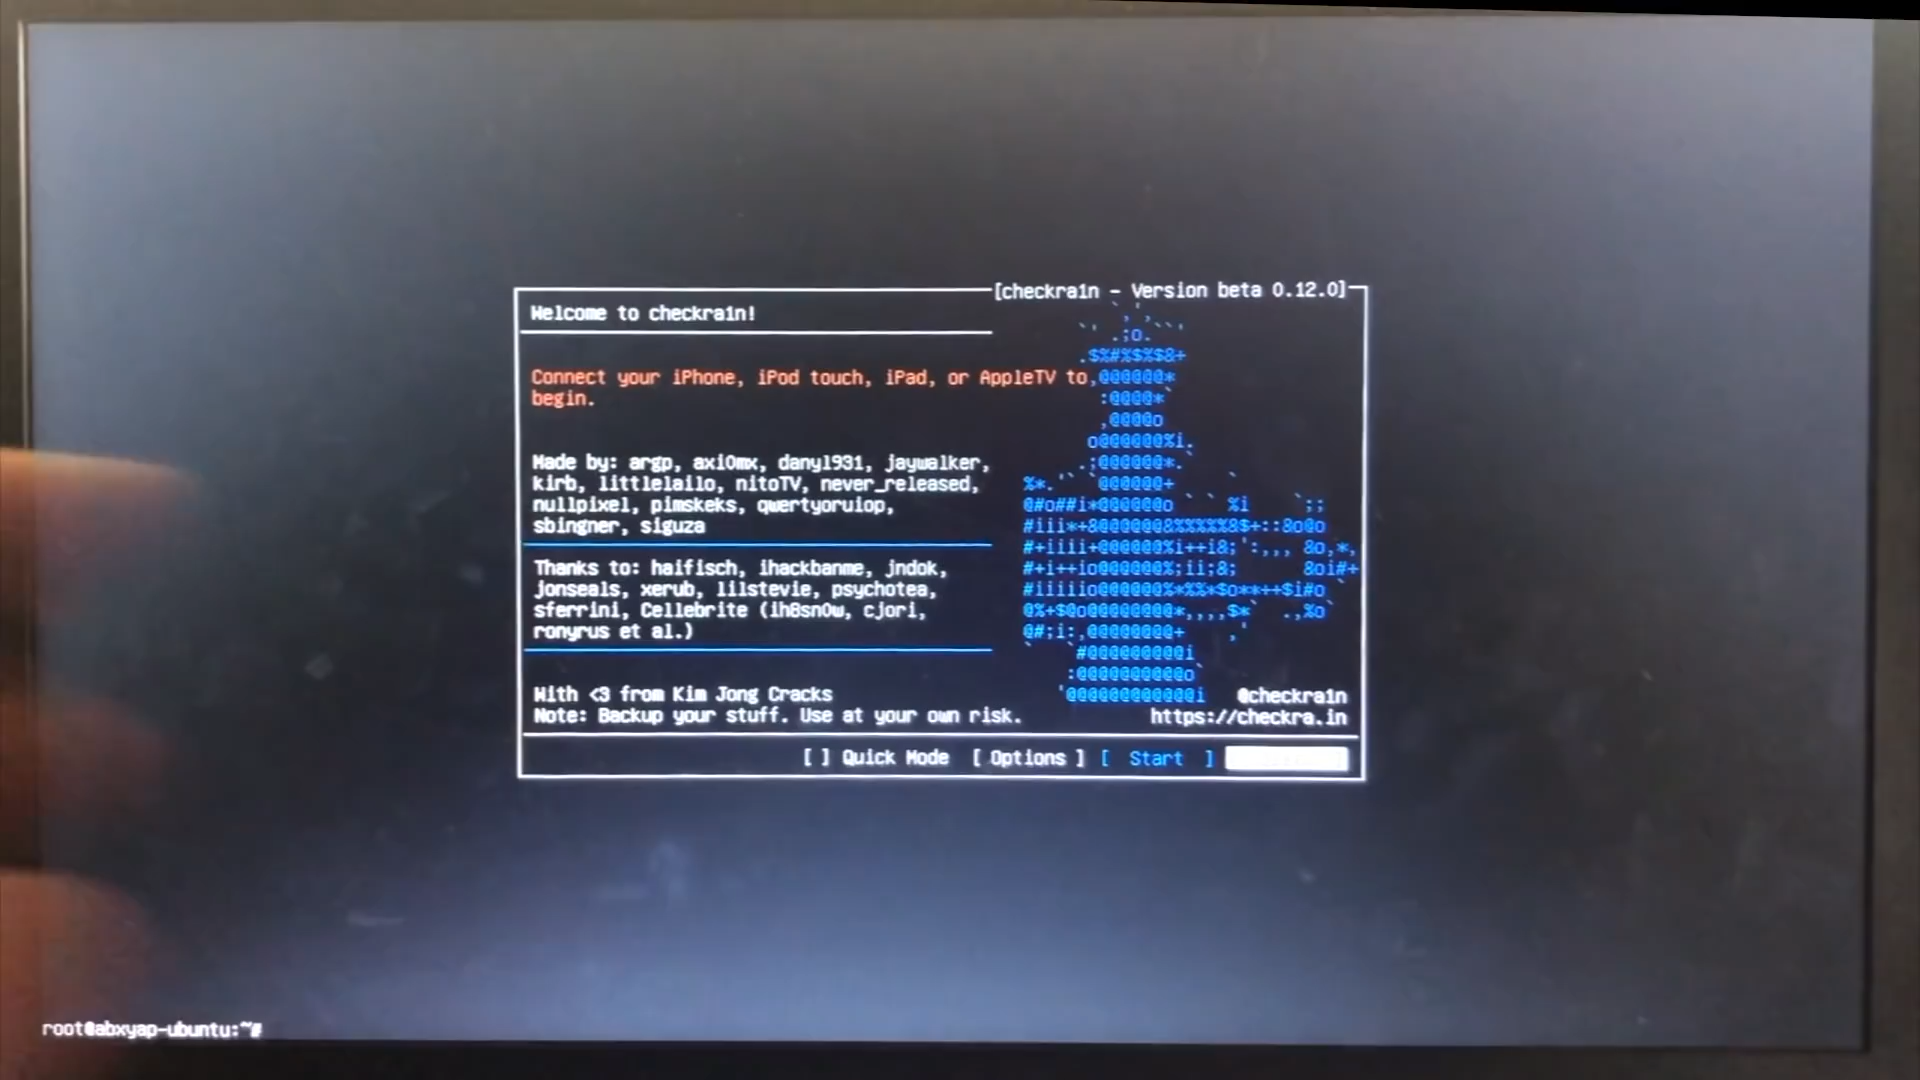 [checkra1n - Version beta 0.12.0]
Welcome to checkra1n!
Connect your iPhone, iPod touch, iPad, or AppleTV to
begin.
Made by: argp, axi0mx, danyl931, jaywalker,
kirb, littlelailo, nitoTV, never_released,
nullpixel, pimskeks, qwertyoruiop,
sbingner, siguza
Thanks to: haifisch, ihackbanme, jndok,
jonseals, xerub, lilstevie, psychotea,
sferrini, Cellebrite (ih8sn0w, cjori,
ronyrus et al.)
With <3 from Kim Jong Cracks
@checkra1n
Note: Backup your stuff. Use at your own risk.
https://checkra.in
[ ] Quick Mode [ Options ] [ Start ]
root@abxyap-ubuntu:~#